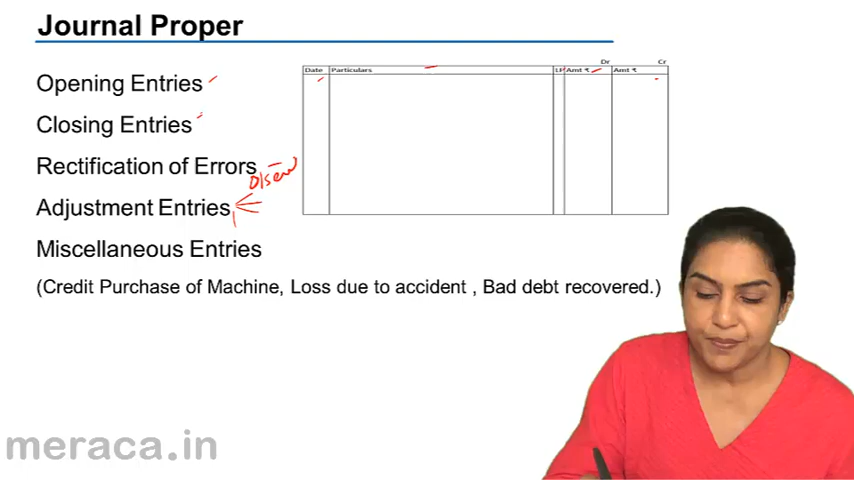 Journal Proper
Dr Cr
Date Particulars LF Amt ₹ Amt ₹
Opening Entries
Closing Entries
Rectification of Errors
Adjustment Entries
Miscellaneous Entries
(Credit Purchase of Machine, Loss due to accident , Bad debt recovered.)
meraca.in